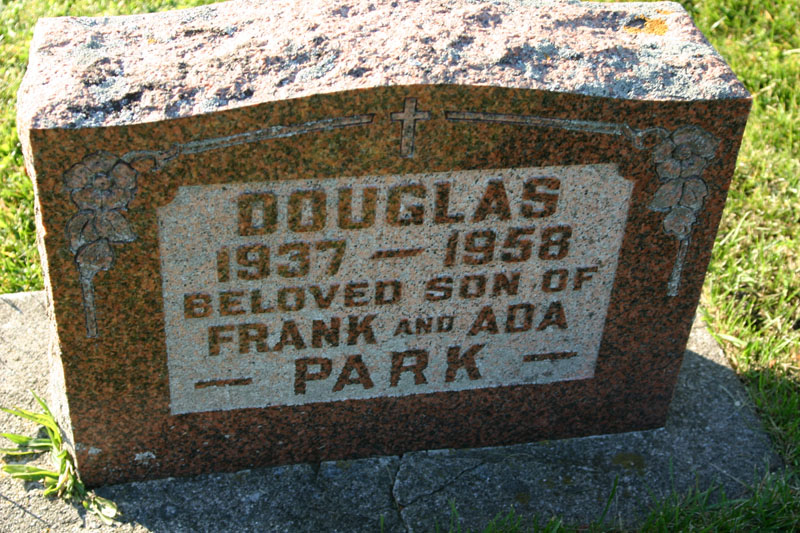 DOUGLAS
1937 — 1958
BELOVED SON OF
FRANK AND ADA
— PARK —